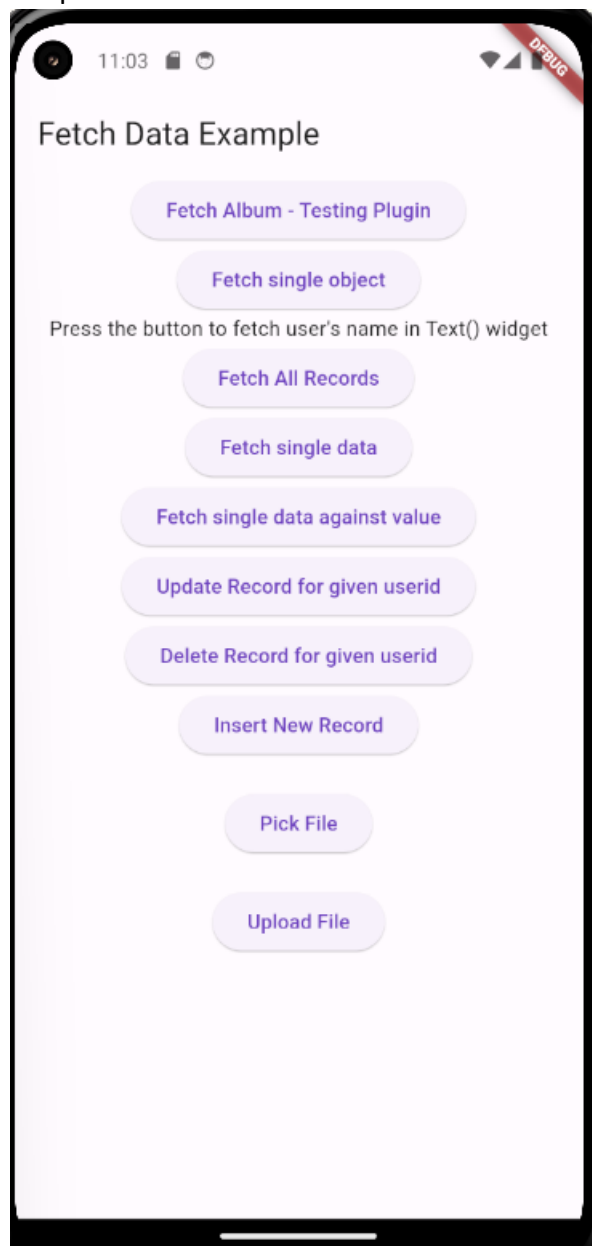 11:03
DEBUG
Fetch Data Example
Fetch Album - Testing Plugin
Fetch single object
Press the button to fetch user's name in Text() widget
Fetch All Records
Fetch single data
Fetch single data against value
Update Record for given userid
Delete Record for given userid
Insert New Record
Pick File
Upload File